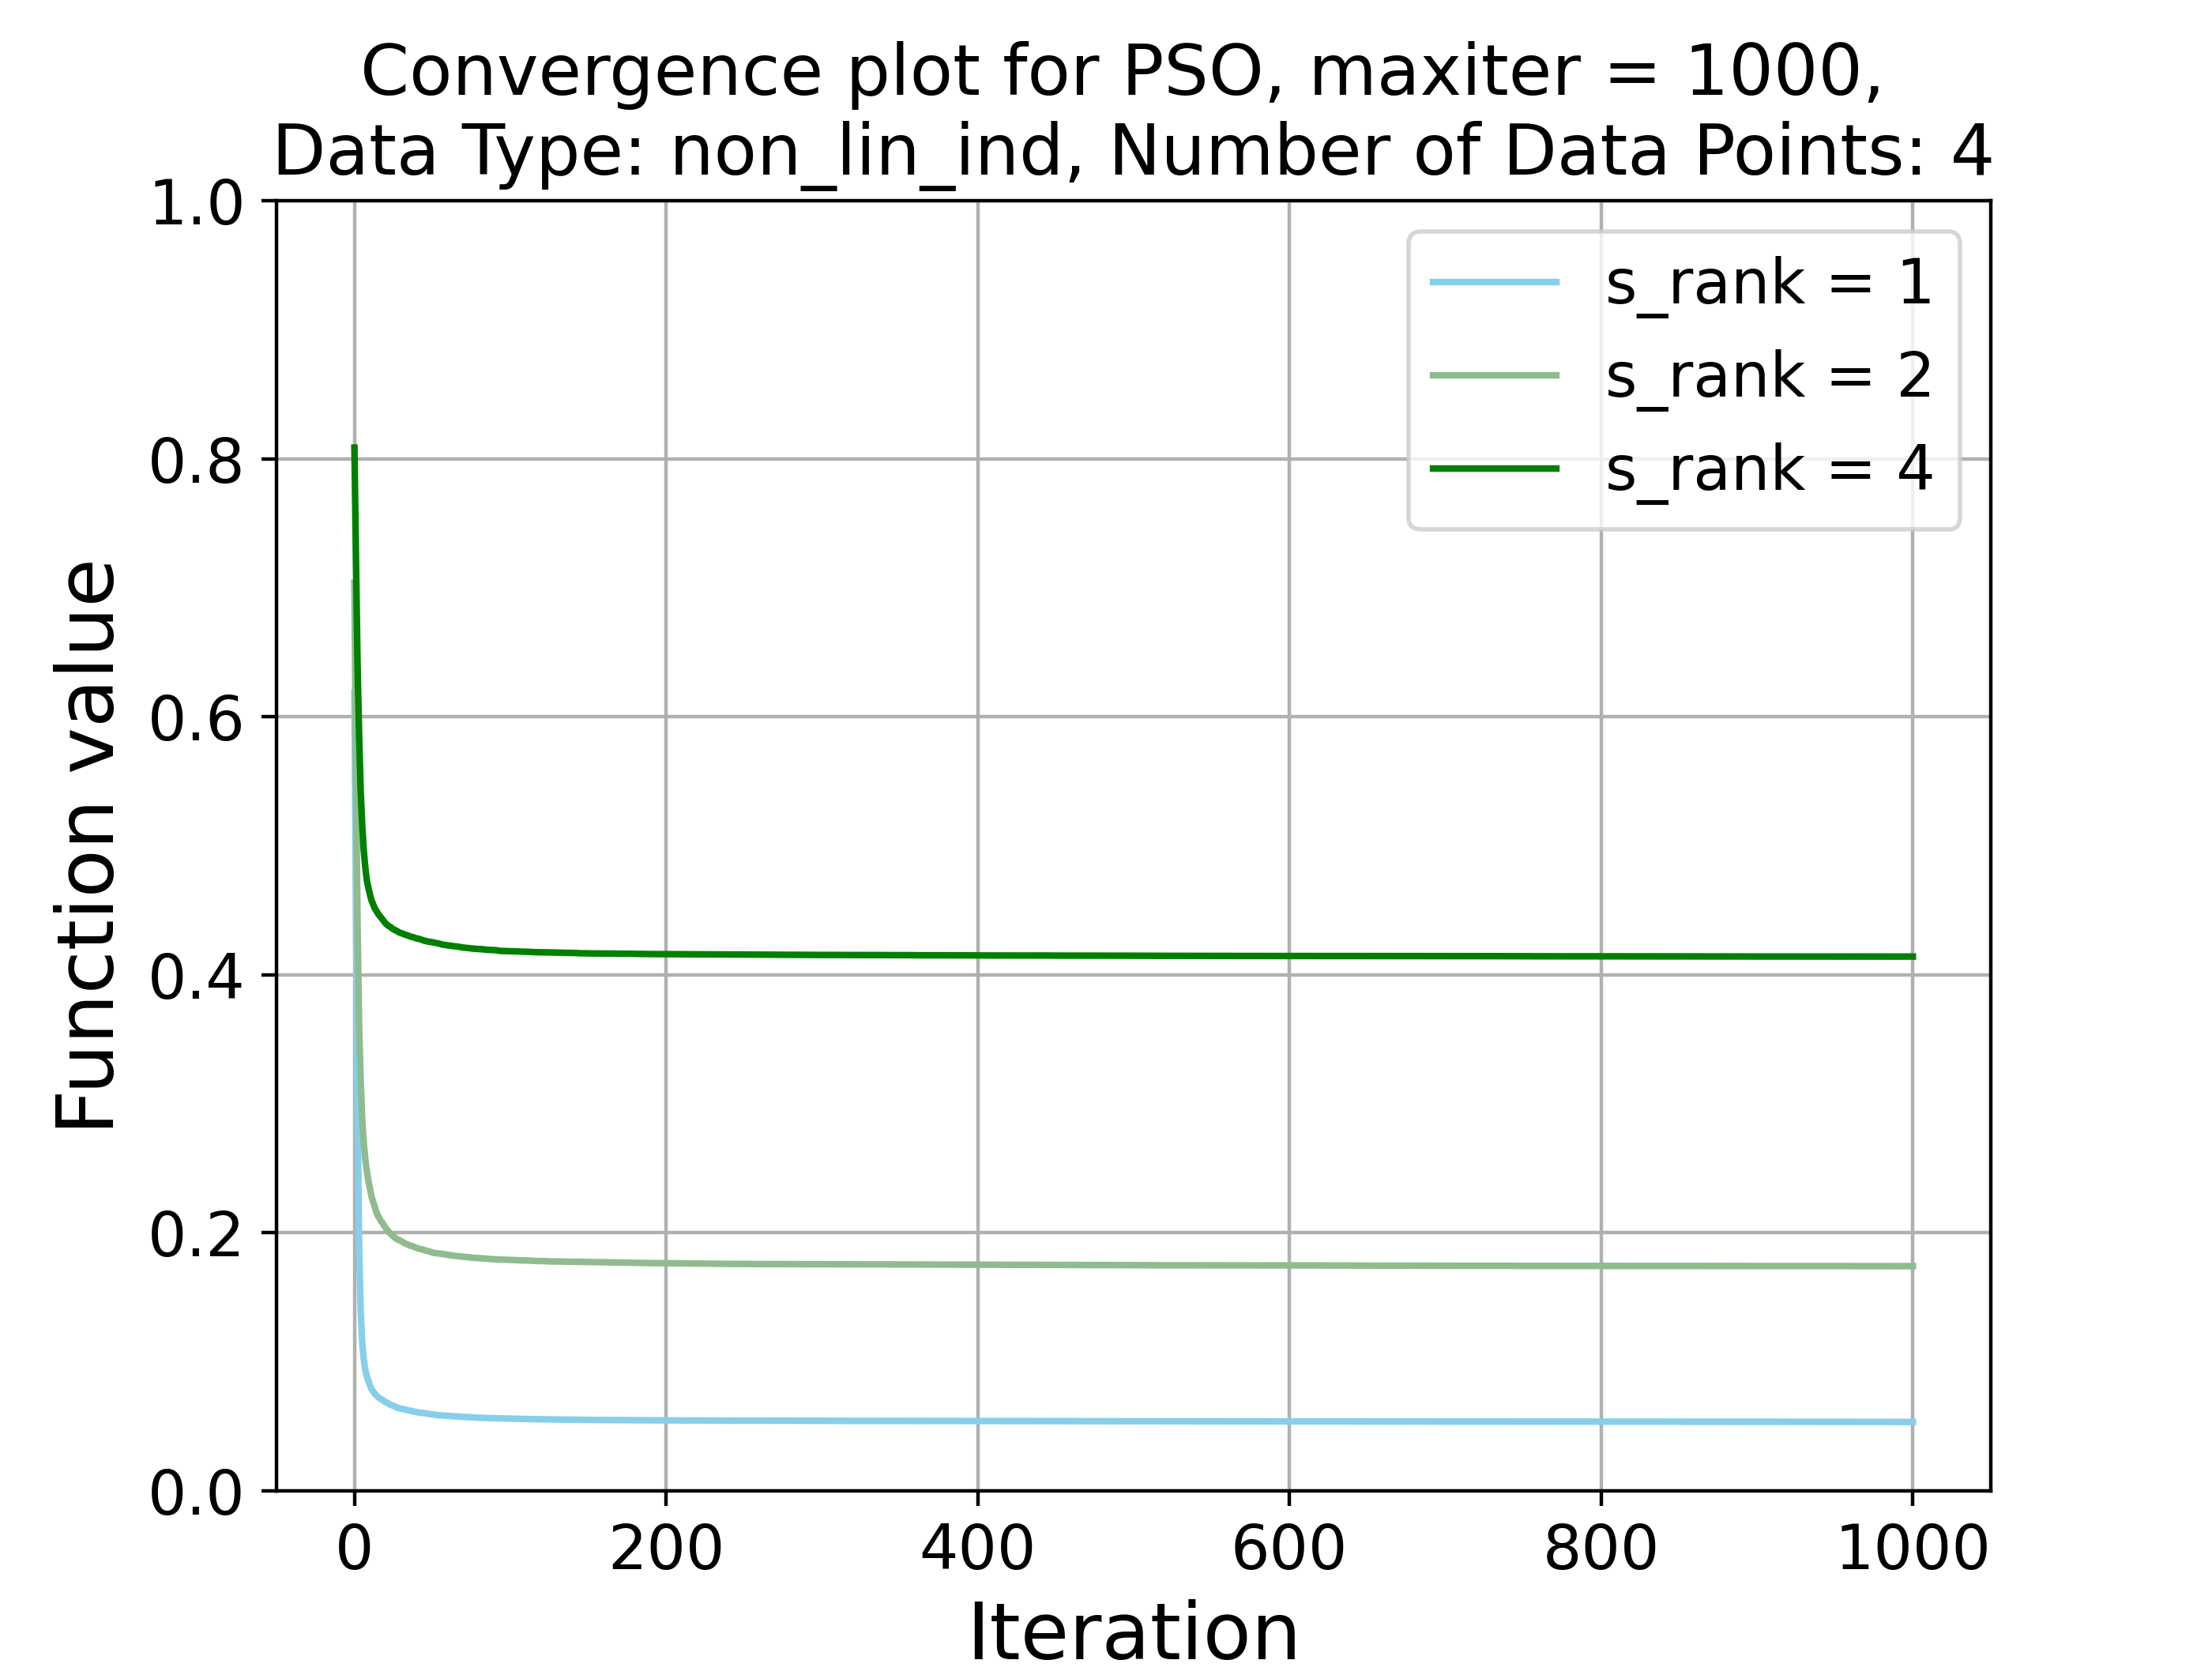 Convergence plot for PSO, maxiter = 1000,
Data Type: non_lin_ind, Number of Data Points: 4
1.0
0.8
0.6
0.4
0.2
0.0
Function value
s_rank = 1
s_rank = 2
s_rank = 4
0 200 400 600 800 1000
Iteration